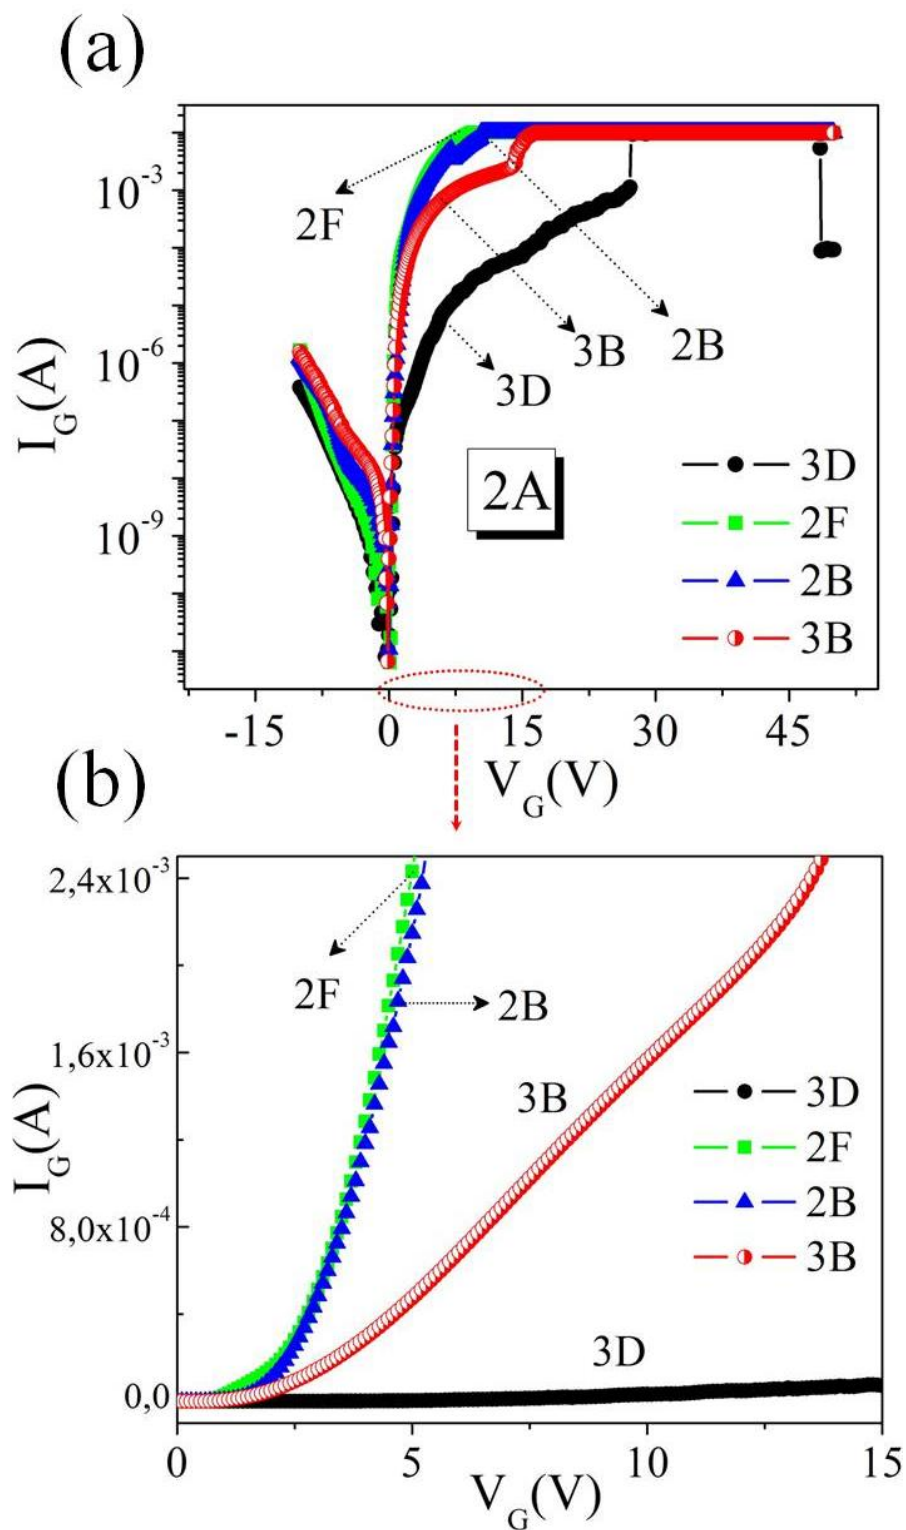 (a)
I_G(A)
10^-3
10^-6
10^-9
2F
3B
2B
3D
2A
3D
2F
2B
3B
-15 0 15 30 45
V_G(V)
(b)
I_G(A)
2,4x10^-3
1,6x10^-3
8,0x10^-4
0,0
2F
2B
3B
3D
3D
2F
2B
3B
0 5 10 15
V_G(V)